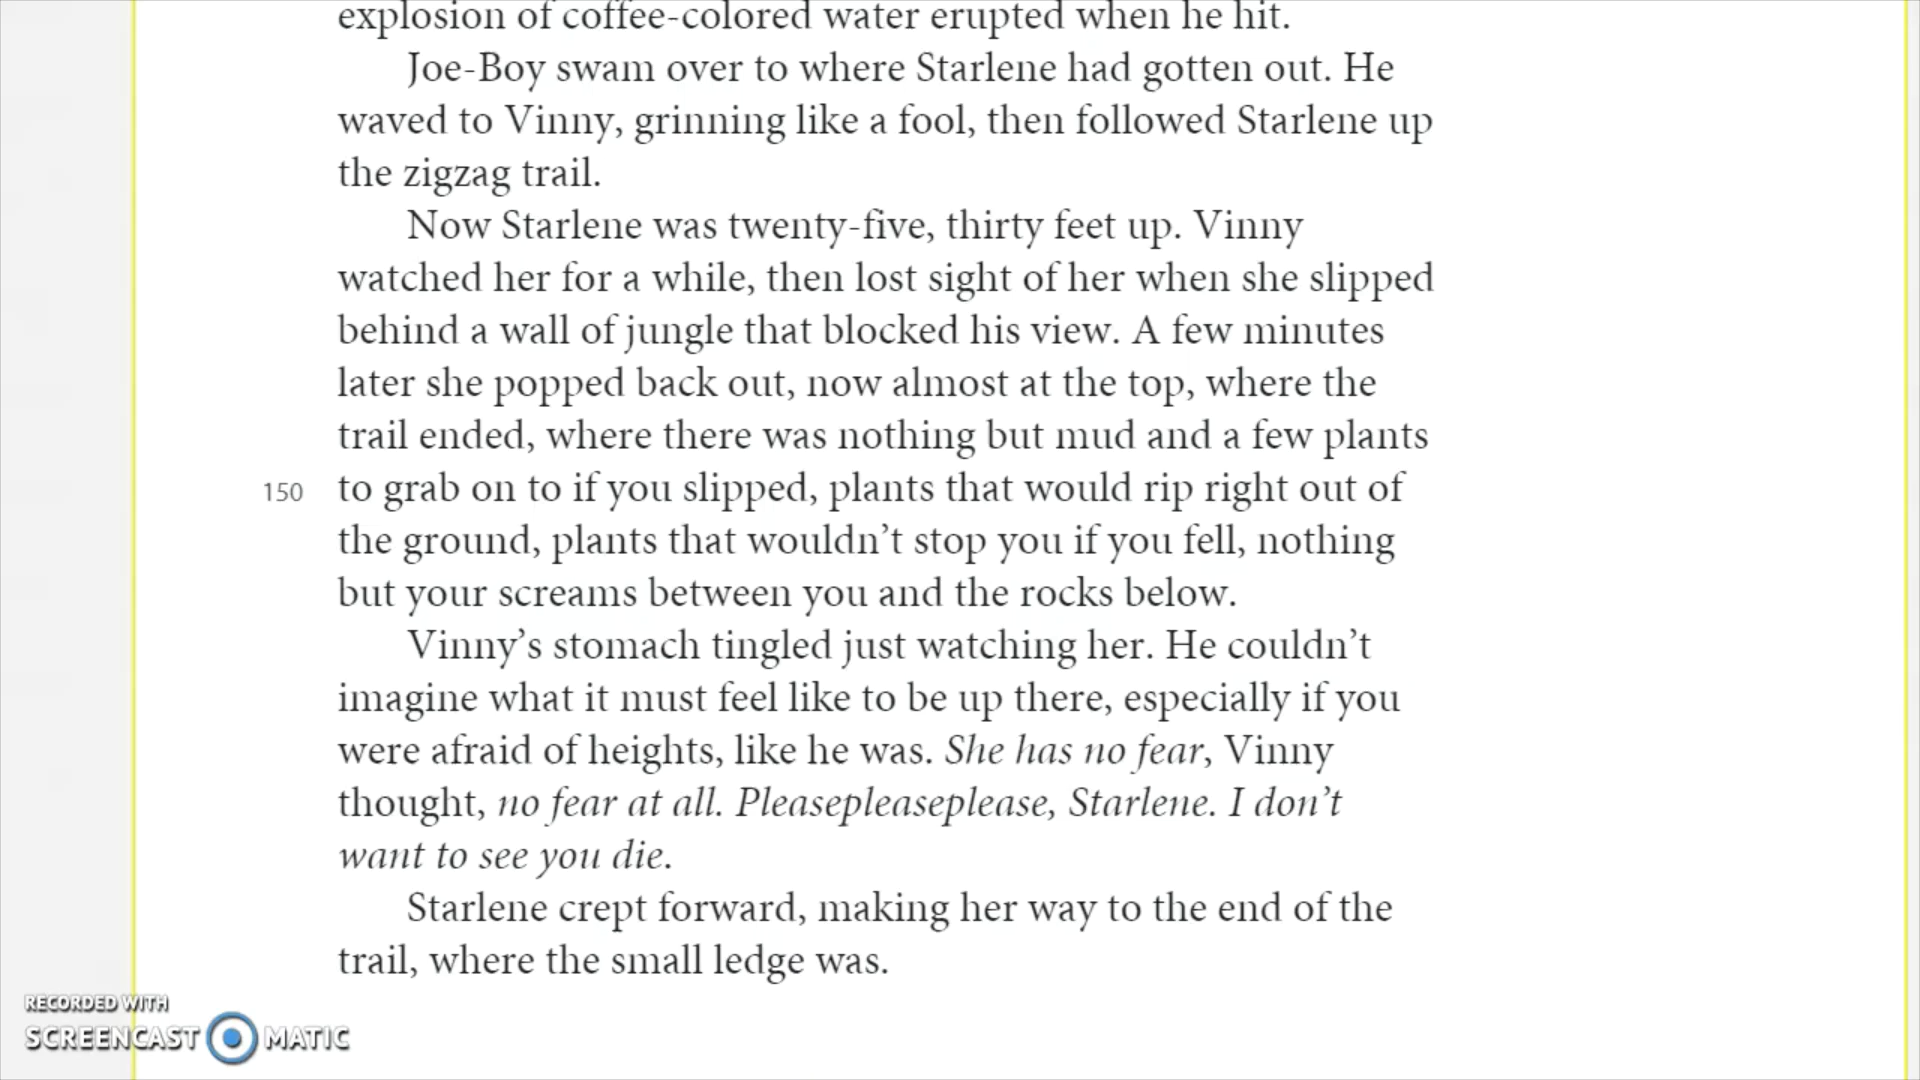 explosion of coffee-colored water erupted when he hit.
Joe-Boy swam over to where Starlene had gotten out. He
waved to Vinny, grinning like a fool, then followed Starlene up
the zigzag trail.
Now Starlene was twenty-five, thirty feet up. Vinny
watched her for a while, then lost sight of her when she slipped
behind a wall of jungle that blocked his view. A few minutes
later she popped back out, now almost at the top, where the
trail ended, where there was nothing but mud and a few plants
150 to grab on to if you slipped, plants that would rip right out of
the ground, plants that wouldn’t stop you if you fell, nothing
but your screams between you and the rocks below.
Vinny’s stomach tingled just watching her. He couldn’t
imagine what it must feel like to be up there, especially if you
were afraid of heights, like he was. She has no fear, Vinny
thought, no fear at all. Pleasepleaseplease, Starlene. I don’t
want to see you die.
Starlene crept forward, making her way to the end of the
trail, where the small ledge was.
RECORDED WITH
SCREENCAST MATIC